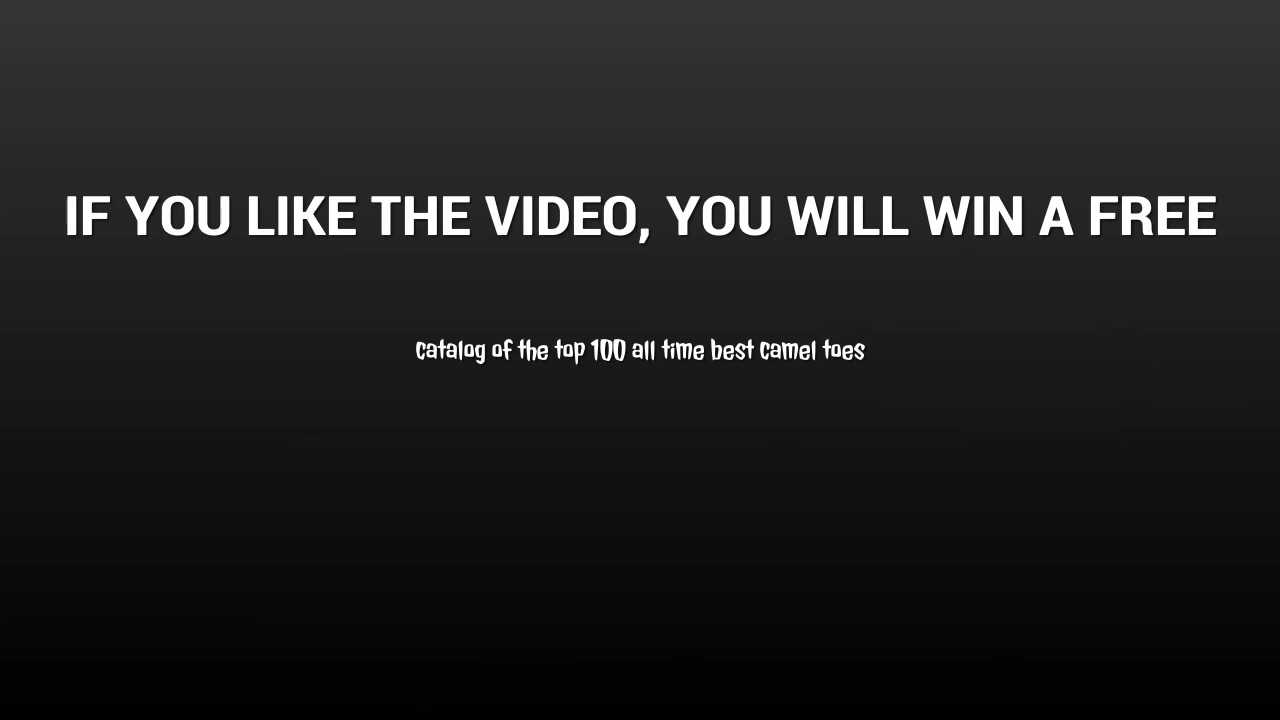 IF YOU LIKE THE VIDEO, YOU WILL WIN A FREE
catalog of the top 100 all time best camel toes